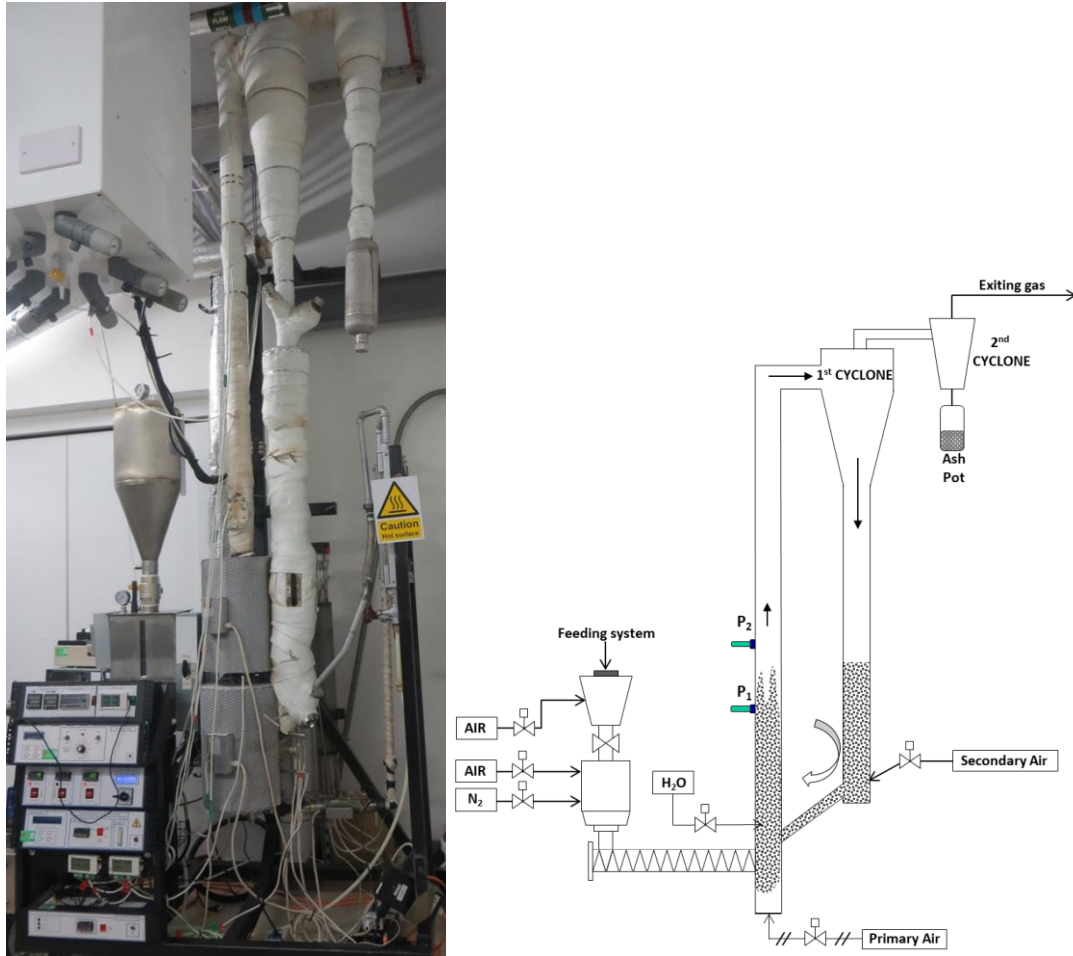 FLOW
Caution
Hot surface
Exiting gas
2nd
CYCLONE
1st CYCLONE
Ash
Pot
P2
Feeding system
P1
AIR
AIR
Secondary Air
H2O
N2
Primary Air